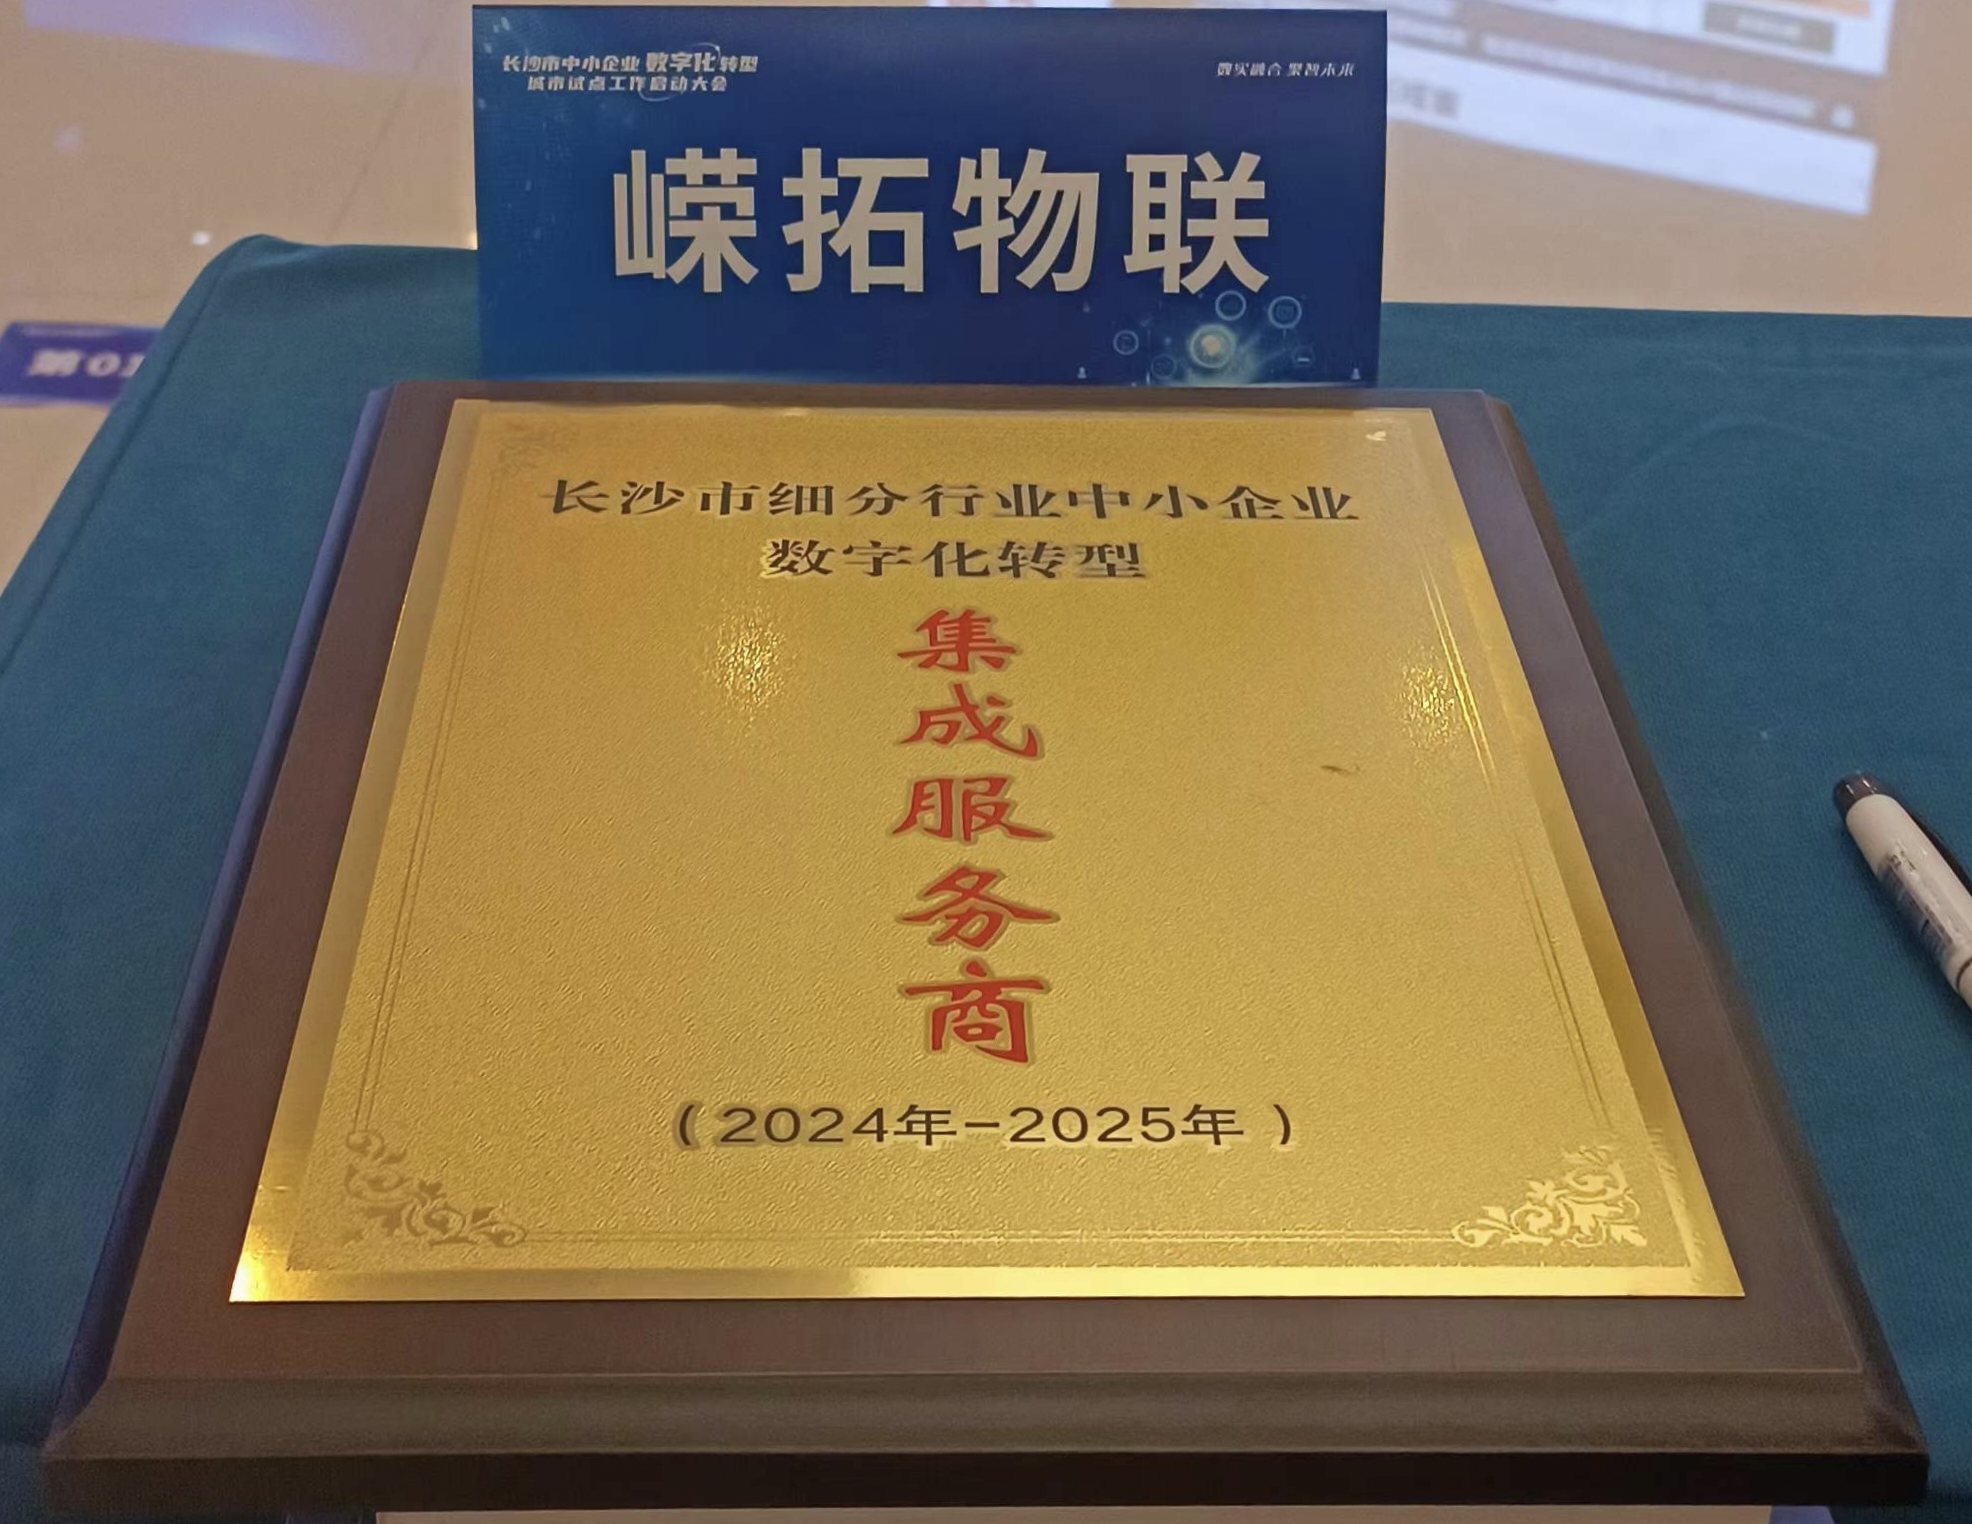 长沙市中小企业数字化转型
城市试点工作启动大会
数实融合 聚智未来
嵘拓物联
第01
长沙市细分行业中小企业
数字化转型
集
成
服
务
商
（2024年-2025年）